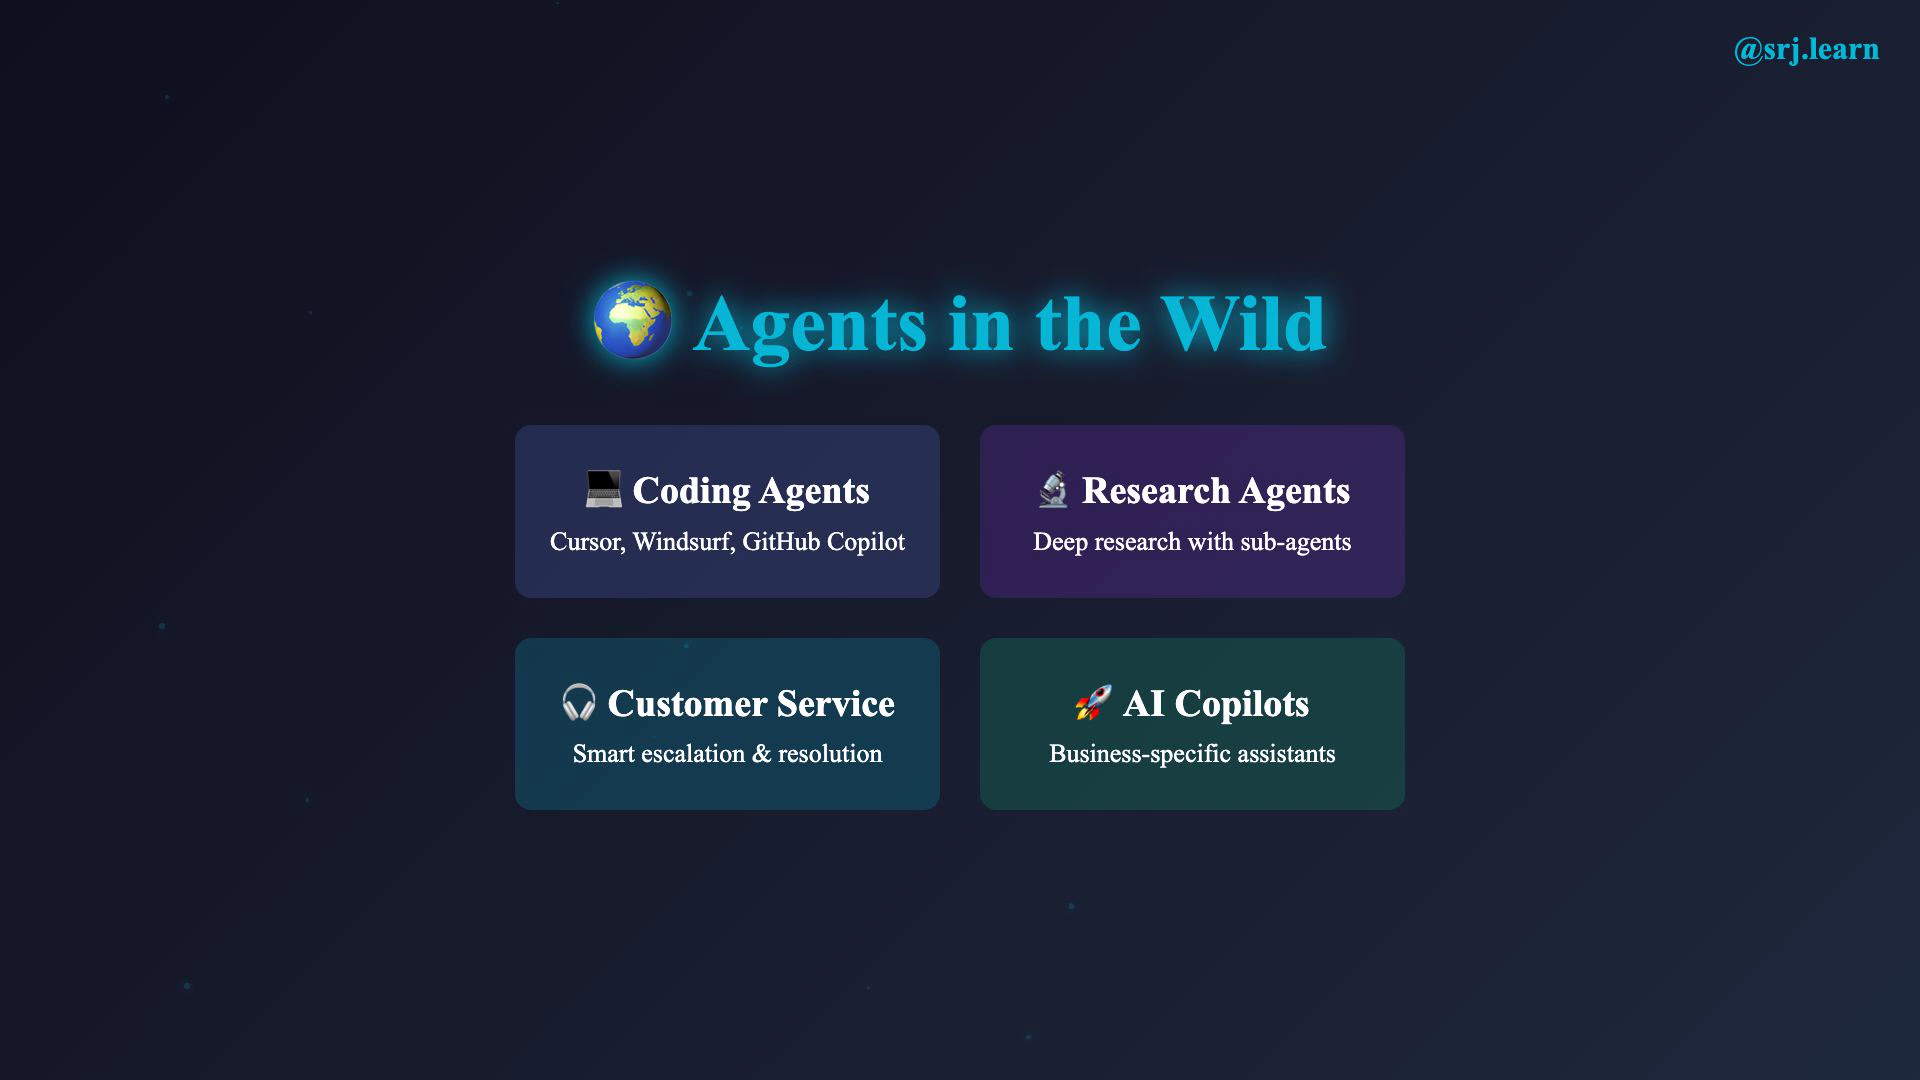 @srj.learn
🌍 Agents in the Wild
💻 Coding Agents
Cursor, Windsurf, GitHub Copilot
🔬 Research Agents
Deep research with sub-agents
🎧 Customer Service
Smart escalation & resolution
🚀 AI Copilots
Business-specific assistants